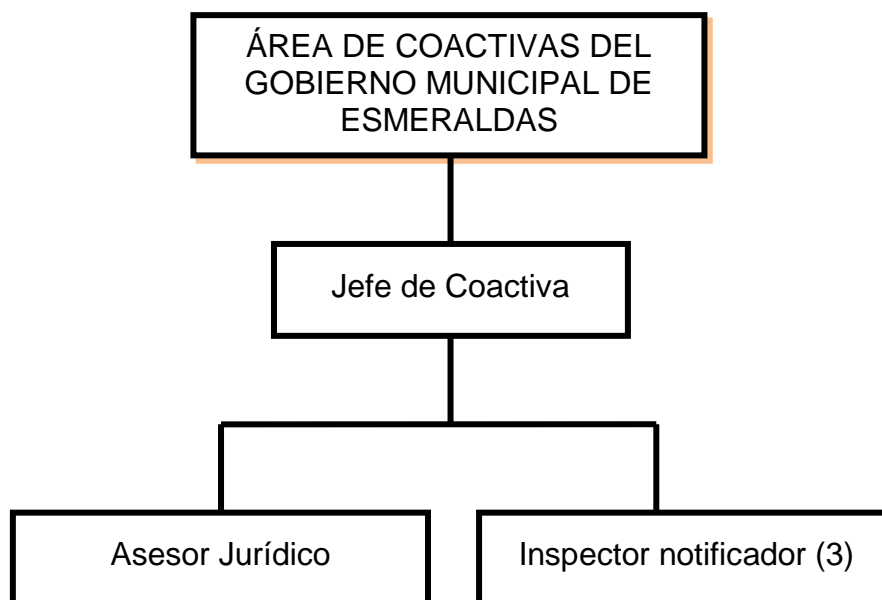 ÁREA DE COACTIVAS DEL
GOBIERNO MUNICIPAL DE
ESMERALDAS
Jefe de Coactiva
Asesor Jurídico
Inspector notificador (3)